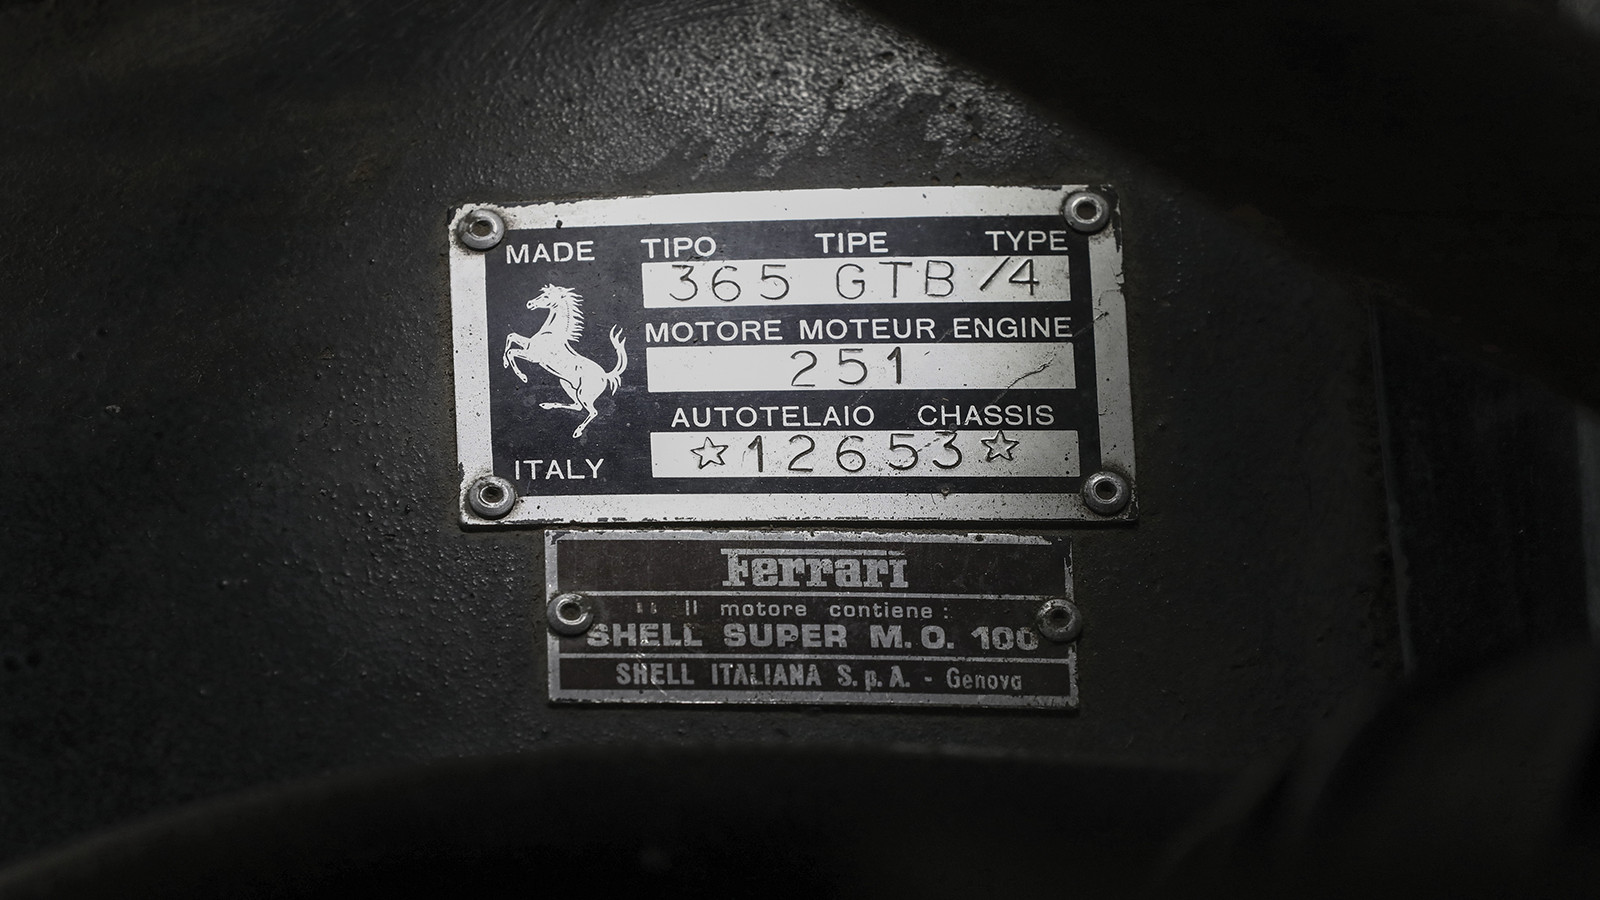 MADE TIPO TIPE TYPE
365 GTB/4
MOTORE MOTEUR ENGINE
251
AUTOTELAIO CHASSIS
☆12653☆
ITALY
Ferrari
Il motore contiene:
SHELL SUPER M.O. 100
SHELL ITALIANA S.p.A. - Genova